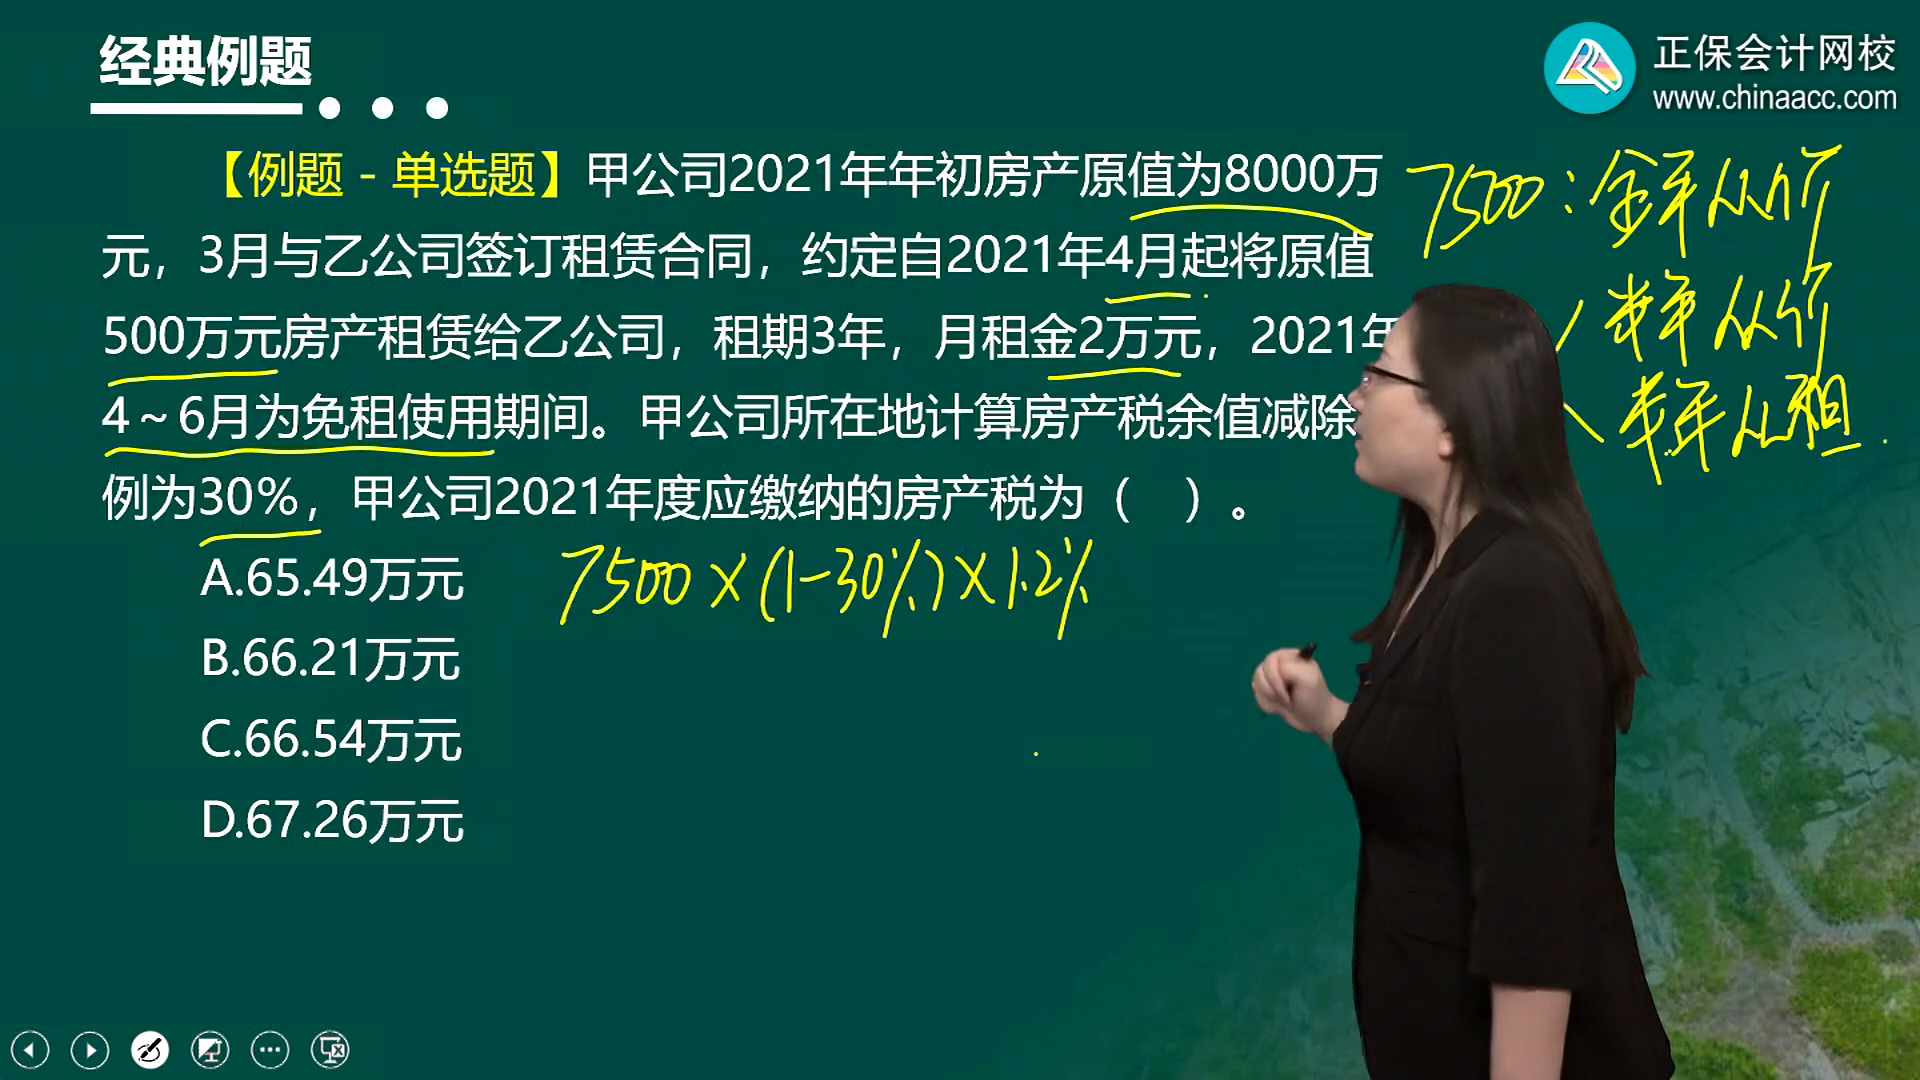 经典例题
正保会计网校
www.chinaacc.com
【例题－单选题】甲公司2021年年初房产原值为8000万
元，3月与乙公司签订租赁合同，约定自2021年4月起将原值
500万元房产租赁给乙公司，租期3年，月租金2万元，2021年
4～6月为免租使用期间。甲公司所在地计算房产税余值减除
例为30%，甲公司2021年度应缴纳的房产税为（ ）。
A.65.49万元
B.66.21万元
C.66.54万元
D.67.26万元
7500：全年从价
半年从价
半年从租
7500×(1-30%)×1.2%